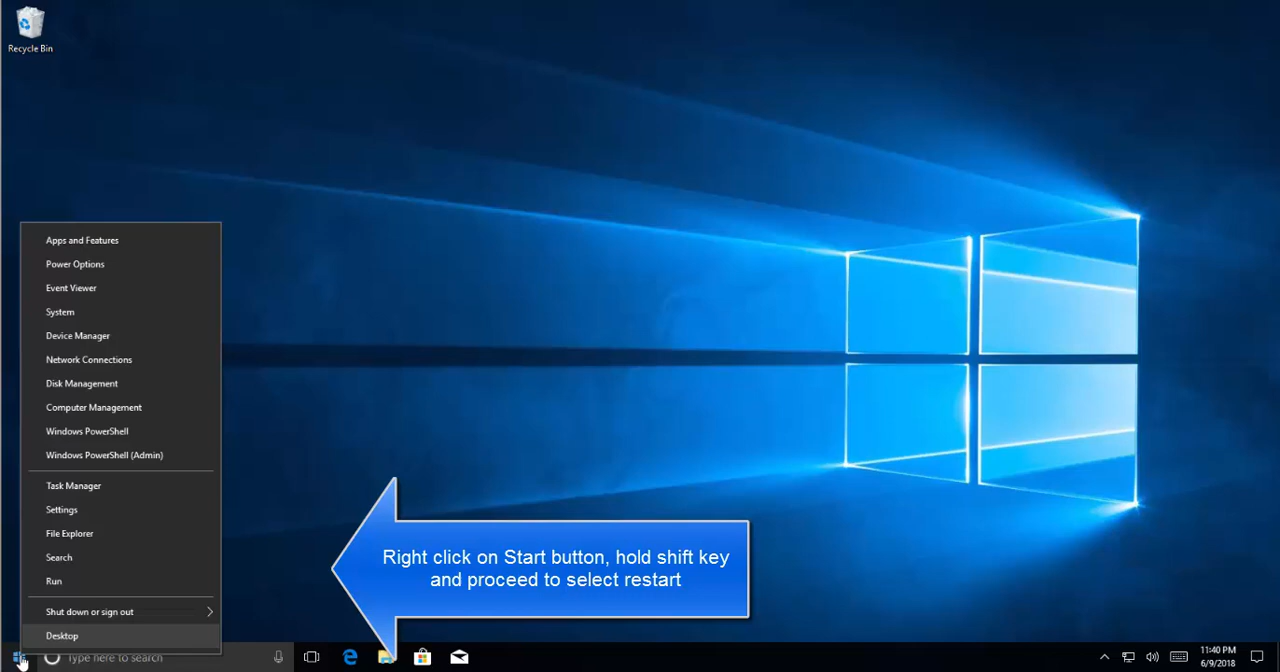 Recycle Bin
Apps and Features
Power Options
Event Viewer
System
Device Manager
Network Connections
Disk Management
Computer Management
Windows PowerShell
Windows PowerShell (Admin)
Task Manager
Settings
File Explorer
Search
Run
Shut down or sign out
Desktop
Right click on Start button, hold shift key
and proceed to select restart
Type here to search
11:40 PM
6/9/2018